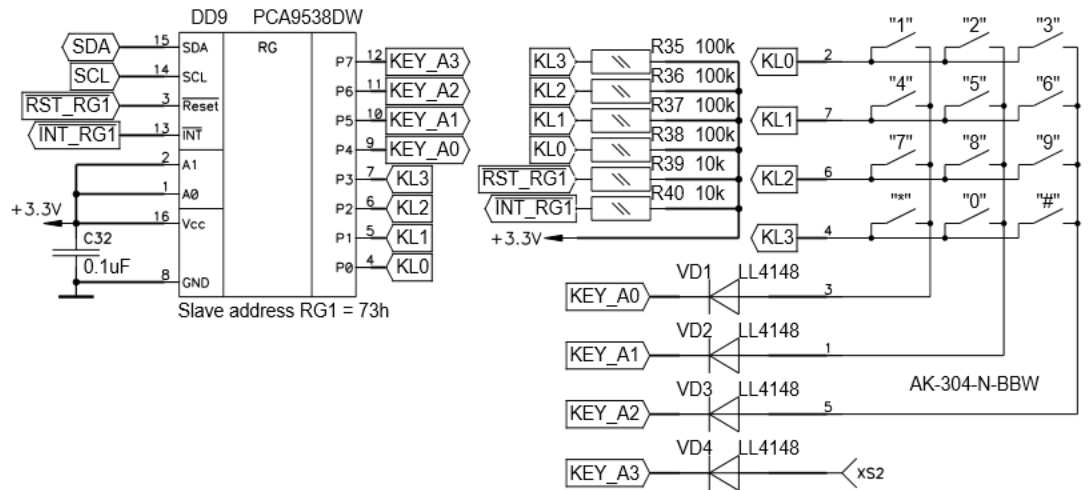 DD9 PCA9538DW
SDA 15 SDA RG
SCL 14 SCL
RST_RG1 3 Reset
INT_RG1 13 INT
2 A1
1 A0
+3.3V 16 Vcc
C32
0.1uF 8 GND
P7 12 KEY_A3
P6 11 KEY_A2
P5 10 KEY_A1
P4 9 KEY_A0
P3 7 KL3
P2 6 KL2
P1 5 KL1
P0 4 KL0
Slave address RG1 = 73h
KL3 R35 100k
KL2 R36 100k
KL1 R37 100k
KL0 R38 100k
RST_RG1 R39 10k
INT_RG1 R40 10k
+3.3V
"1" "2" "3"
KL0 2
"4" "5" "6"
KL1 7
"7" "8" "9"
KL2 6
"*" "0" "#"
KL3 4
VD1 LL4148
KEY_A0 3
VD2 LL4148
KEY_A1 1
AK-304-N-BBW
VD3 LL4148
KEY_A2 5
VD4 LL4148
KEY_A3 XS2